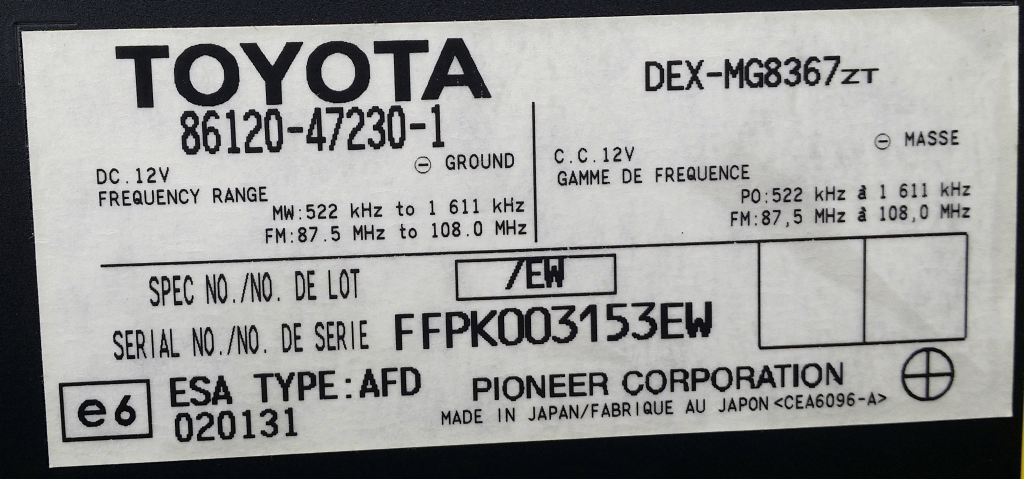 TOYOTA
86120-47230-1
DEX-MG8367ZT
DC.12V ⊖ GROUND
FREQUENCY RANGE
MW:522 kHz to 1 611 kHz
FM:87.5 MHz to 108.0 MHz
C.C.12V ⊖ MASSE
GAMME DE FREQUENCE
PO:522 kHz à 1 611 kHz
FM:87,5 MHz à 108,0 MHz
SPEC NO./NO. DE LOT /EW
SERIAL NO./NO. DE SERIE FFPK003153EW
e6 ESA TYPE:AFD
020131
PIONEER CORPORATION
MADE IN JAPAN/FABRIQUE AU JAPON <CEA6096-A>